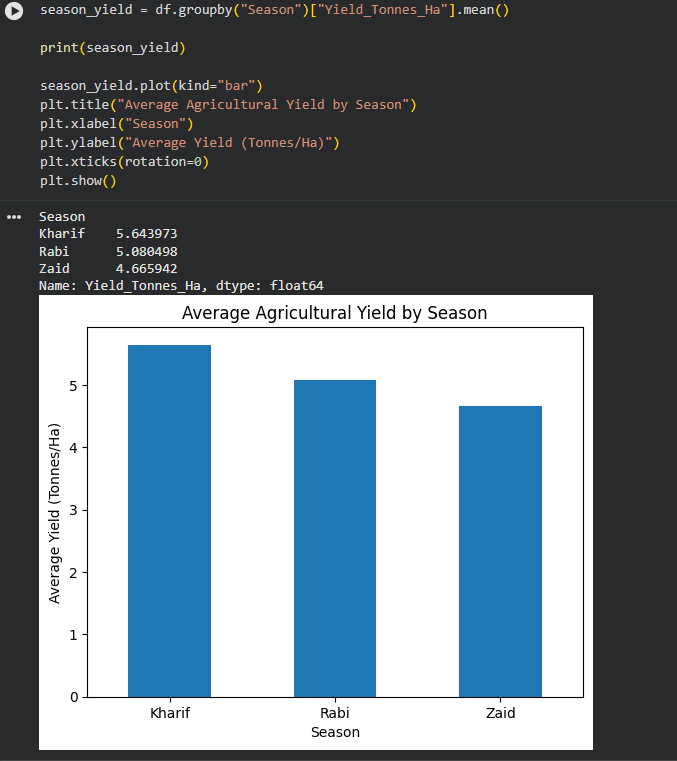 season_yield = df.groupby("Season")["Yield_Tonnes_Ha"].mean()
print(season_yield)
season_yield.plot(kind="bar")
plt.title("Average Agricultural Yield by Season")
plt.xlabel("Season")
plt.ylabel("Average Yield (Tonnes/Ha)")
plt.xticks(rotation=0)
plt.show()
Season
Kharif    5.643973
Rabi      5.080498
Zaid      4.665942
Name: Yield_Tonnes_Ha, dtype: float64
Average Agricultural Yield by Season
Average Yield (Tonnes/Ha)
5
4
3
2
1
0
Kharif Rabi Zaid
Season